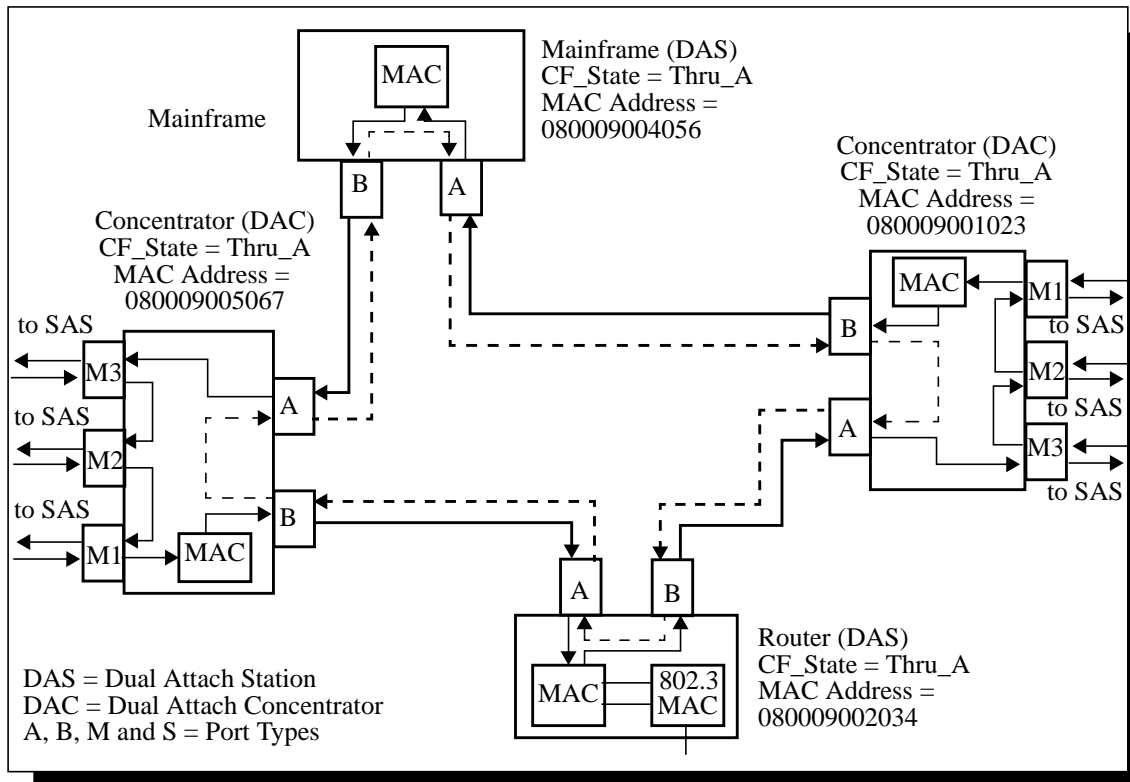 Mainframe
MAC
Mainframe (DAS)
CF_State = Thru_A
MAC Address =
080009004056
B
A
Concentrator (DAC)
CF_State = Thru_A
MAC Address =
080009001023
Concentrator (DAC)
CF_State = Thru_A
MAC Address =
080009005067
MAC
M1
to SAS
B
M2
to SAS
A
M3
to SAS
to SAS
M3
A
to SAS
M2
to SAS
B
M1
MAC
A
B
MAC
802.3
MAC
Router (DAS)
CF_State = Thru_A
MAC Address =
080009002034
DAS = Dual Attach Station
DAC = Dual Attach Concentrator
A, B, M and S = Port Types